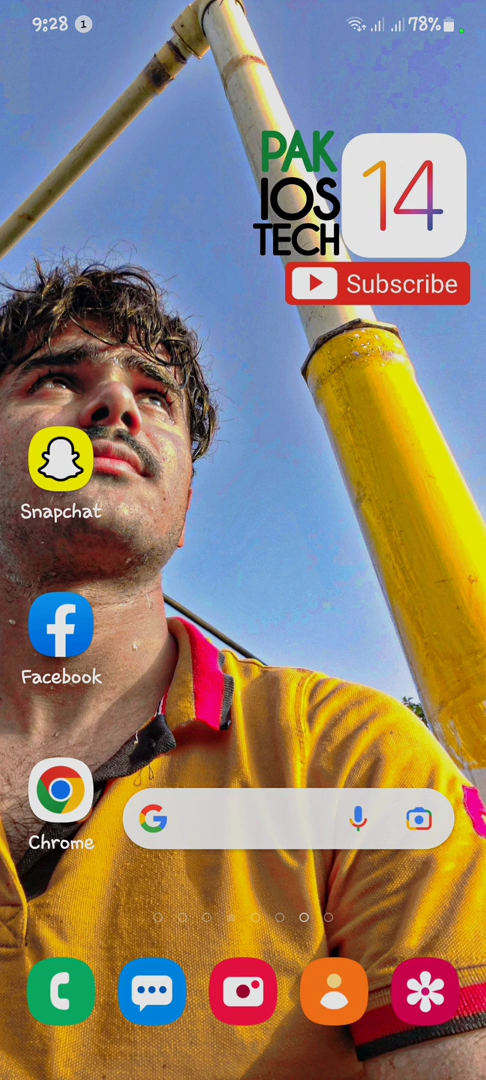 9:28 1 78%
PAK
IOS
TECH
14
Subscribe
Snapchat
Facebook
Chrome